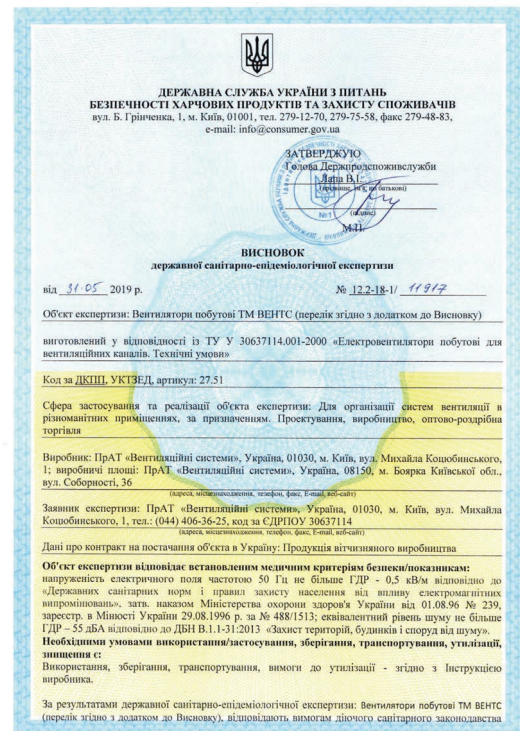 ДЕРЖАВНА СЛУЖБА УКРАЇНИ З ПИТАНЬ
БЕЗПЕЧНОСТІ ХАРЧОВИХ ПРОДУКТІВ ТА ЗАХИСТУ СПОЖИВАЧІВ
вул. Б. Грінченка, 1, м. Київ, 01001, тел. 279-12-70, 279-75-58, факс 279-48-83,
e-mail: info@consumer.gov.ua
ЗАТВЕРДЖУЮ
Голова Держпродспоживслужби
Лапа В.І.
(прізвище, ім'я, по батькові)
№1
(підпис)
М.П.
ВИСНОВОК
державної санітарно-епідеміологічної експертизи
від 31.05 2019 р. № 12.2-18-1/ 11917
Об'єкт експертизи: Вентилятори побутові ТМ ВЕНТС (перелік згідно з додатком до Висновку)
виготовлений у відповідності із ТУ У 30637114.001-2000 «Електровентилятори побутові для
вентиляційних каналів. Технічні умови»
Код за ДКПП, УКТЗЕД, артикул: 27.51
Сфера застосування та реалізації об'єкта експертизи: Для організації систем вентиляції в
різноманітних приміщеннях, за призначенням. Проектування, виробництво, оптово-роздрібна
торгівля
Виробник: ПрАТ «Вентиляційні системи», Україна, 01030, м. Київ, вул. Михайла Коцюбинського,
1; виробничі площі: ПрАТ «Вентиляційні системи», Україна, 08150, м. Боярка Київської обл.,
вул. Соборності, 36
(адреса, місцезнаходження, телефон, факс, E-mail, веб-сайт)
Заявник експертизи: ПрАТ «Вентиляційні системи», Україна, 01030, м. Київ, вул. Михайла
Коцюбинського, 1, тел.: (044) 406-36-25, код за ЄДРПОУ 30637114
(адреса, місцезнаходження, телефон, факс, E-mail, веб-сайт)
Дані про контракт на постачання об'єкта в Україну: Продукція вітчизняного виробництва
Об'єкт експертизи відповідає встановленим медичним критеріям безпеки/показникам:
напруженість електричного поля частотою 50 Гц не більше ГДР - 0,5 кВ/м відповідно до
«Державних санітарних норм і правил захисту населення від впливу електромагнітних
випромінювань», затв. наказом Міністерства охорони здоров'я України від 01.08.96 № 239,
зареєстр. в Мінюсті України 29.08.1996 р. за № 488/1513; еквівалентний рівень шуму не більше
ГДР – 55 дБА відповідно до ДБН В.1.1-31:2013 «Захист територій, будинків і споруд від шуму».
Необхідними умовами використання/застосування, зберігання, транспортування, утилізації,
знищення є:
Використання, зберігання, транспортування, вимоги до утилізації - згідно з Інструкцією
виробника.
За результатами державної санітарно-епідеміологічної експертизи: Вентилятори побутові ТМ ВЕНТС
(перелік згідно з додатком до Висновку), відповідають вимогам діючого санітарного законодавства